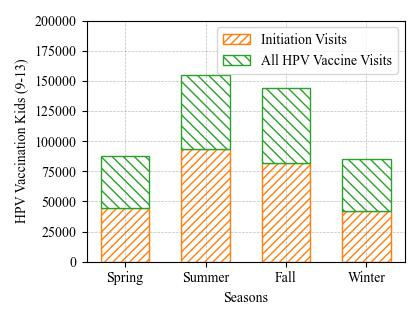 200000
175000
150000
125000
100000
75000
50000
25000
0
HPV Vaccination Kids (9-13)
Initiation Visits
All HPV Vaccine Visits
Spring Summer Fall Winter
Seasons